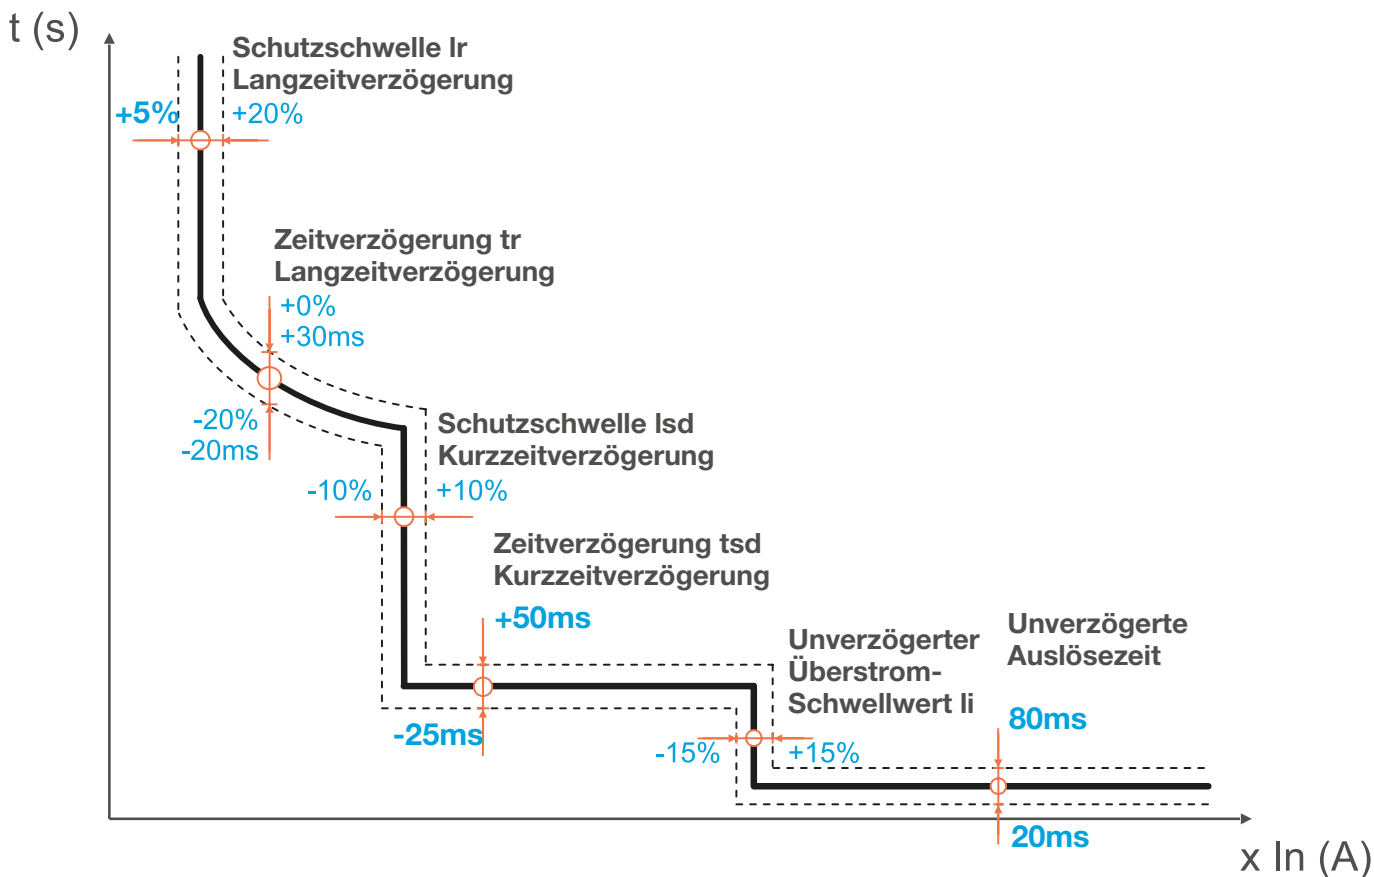 t (s)
Schutzschwelle Ir
Langzeitverzögerung
+5%
+20%
Zeitverzögerung tr
Langzeitverzögerung
+0%
+30ms
-20%
-20ms
Schutzschwelle Isd
Kurzzeitverzögerung
-10%
+10%
Zeitverzögerung tsd
Kurzzeitverzögerung
+50ms
-25ms
Unverzögerter
Überstrom-
Schwellwert Ii
-15%
+15%
Unverzögerte
Auslösezeit
80ms
20ms
x In (A)